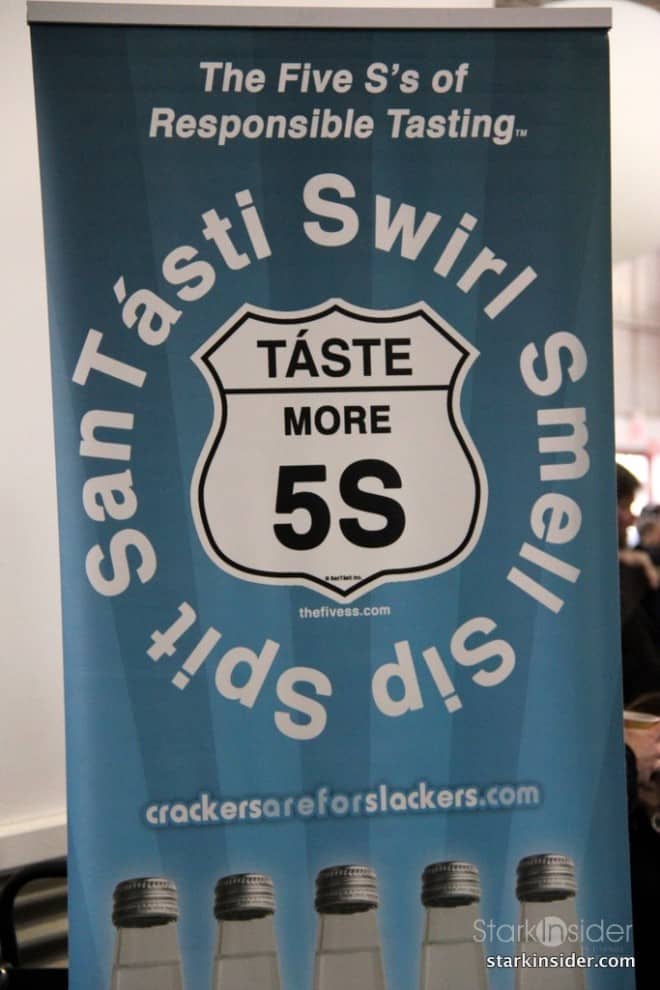 The Five S's of
Responsible Tasting™
SanTásti Swirl Smell Sip Spit
TÁSTE
MORE
5S
thefivess.com
crackersareforslackers.com
StarkInsider
starkinsider.com